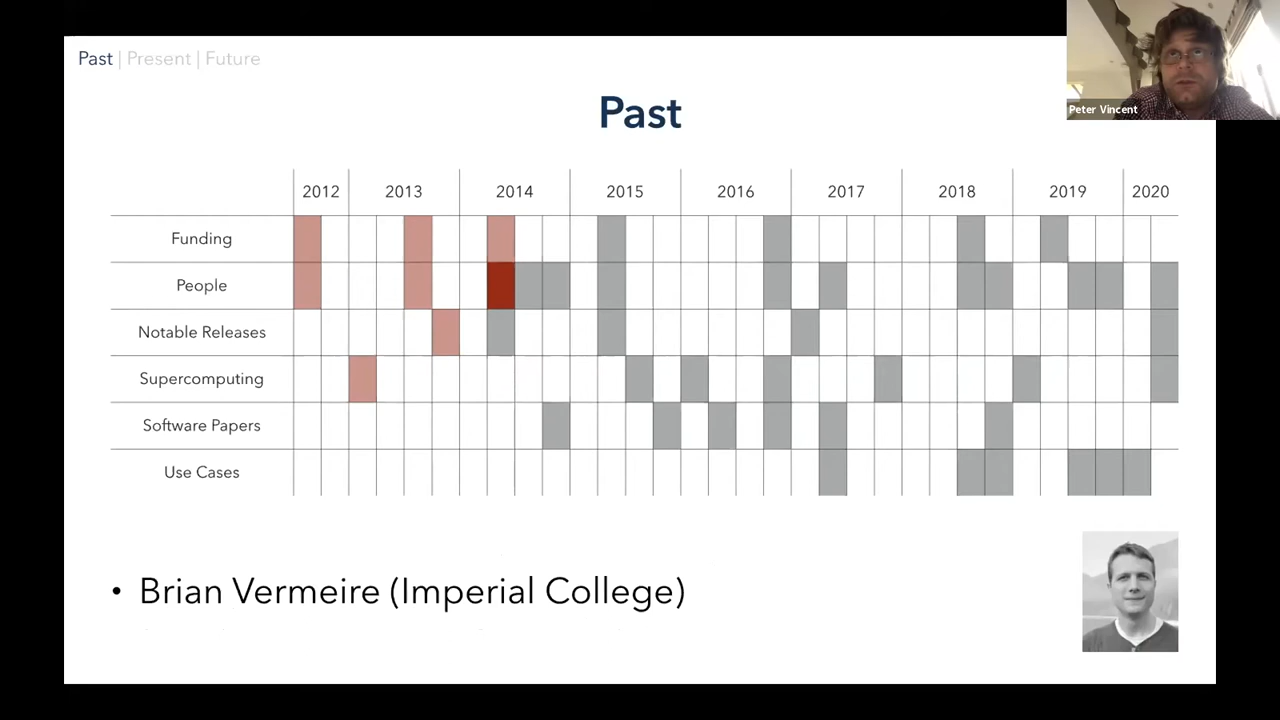 Past | Present | Future
Peter Vincent
Past
2012 2013 2014 2015 2016 2017 2018 2019 2020
Funding
People
Notable Releases
Supercomputing
Software Papers
Use Cases
• Brian Vermeire (Imperial College)